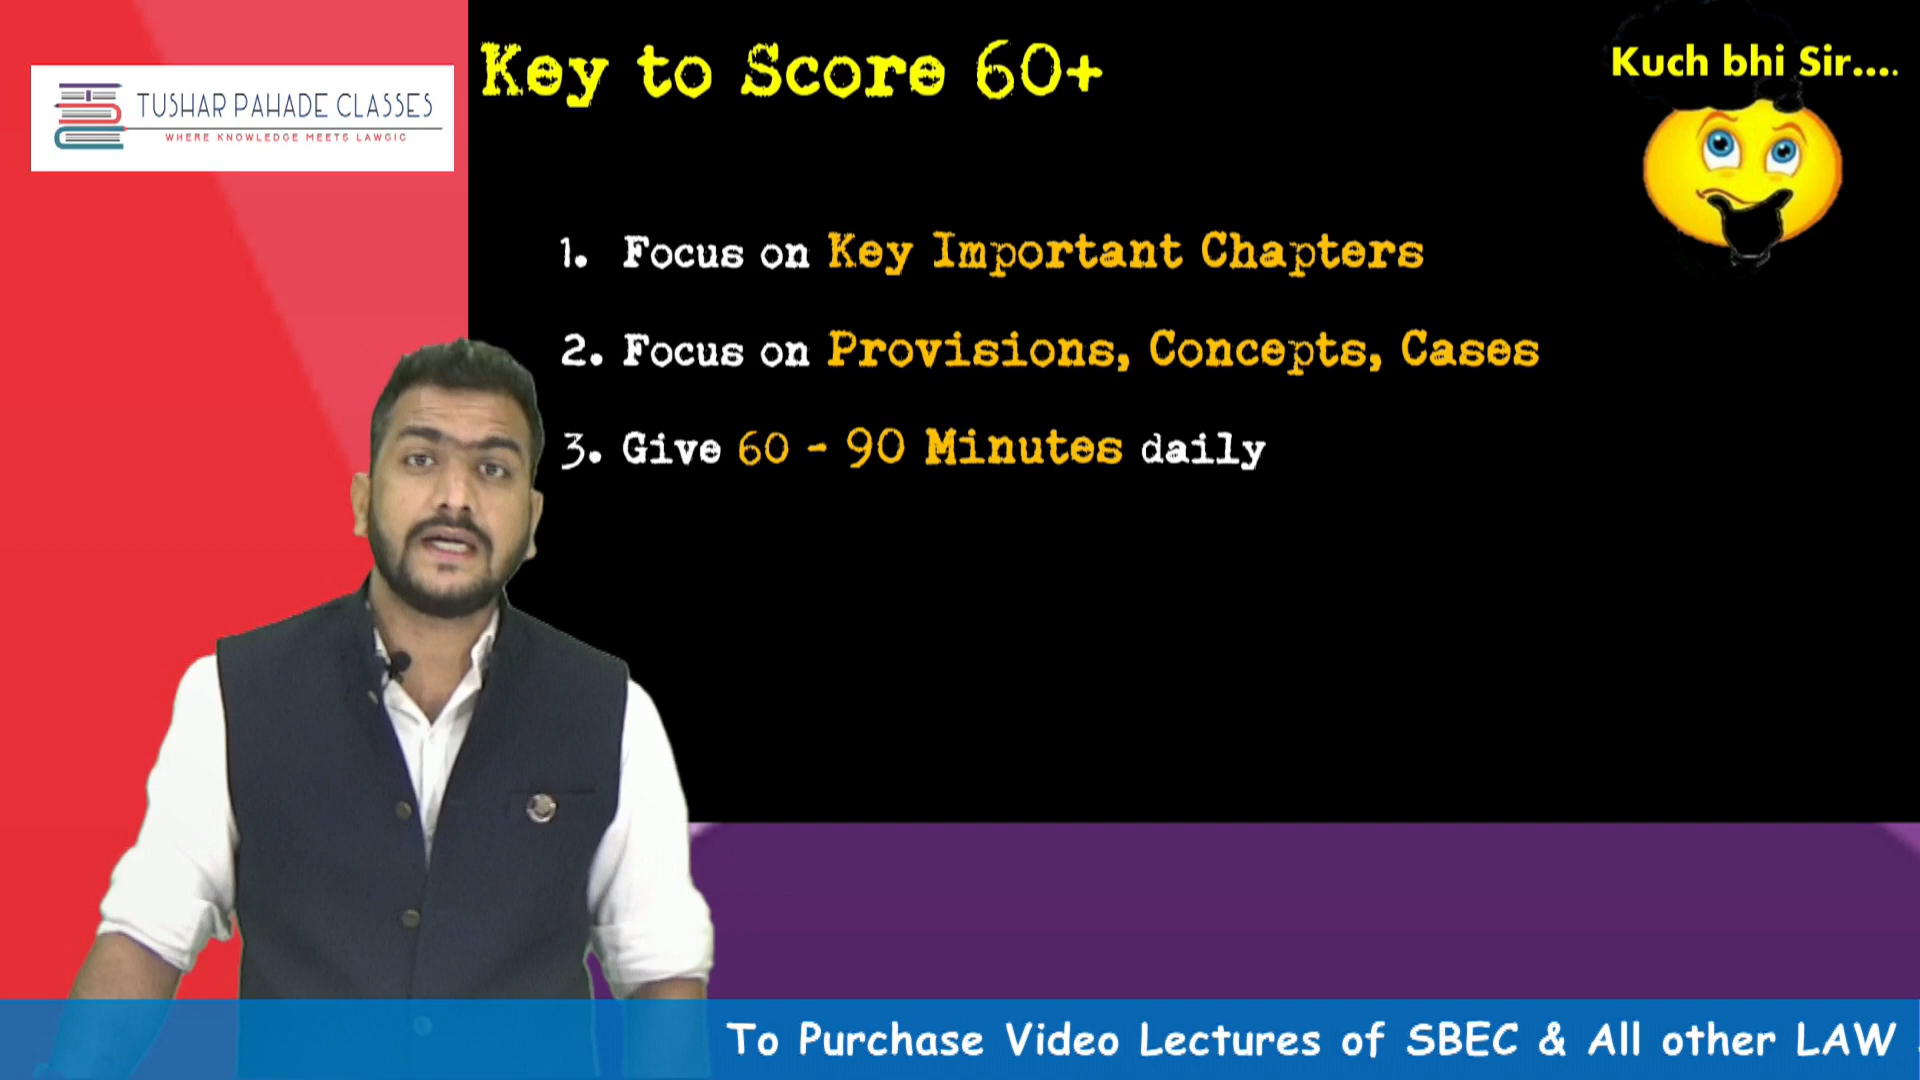 TUSHAR PAHADE CLASSES
WHERE KNOWLEDGE MEETS LAWGIC
Key to Score 60+
Kuch bhi Sir....
1. Focus on Key Important Chapters
2. Focus on Provisions, Concepts, Cases
3. Give 60 - 90 Minutes daily
To Purchase Video Lectures of SBEC & All other LAW